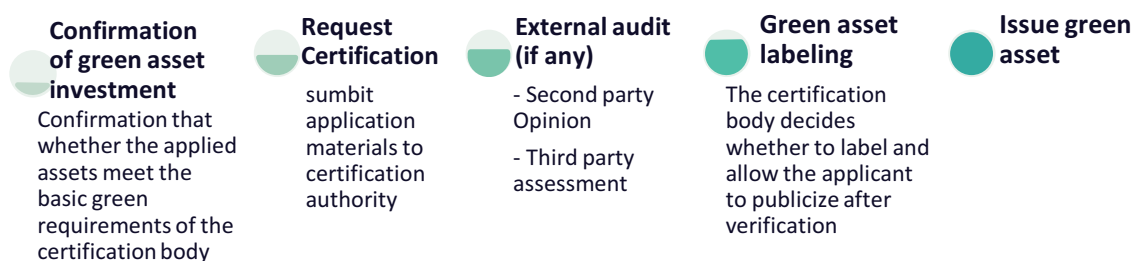 Confirmation
of green asset
investment
Confirmation that
whether the applied
assets meet the
basic green
requirements of the
certification body
Request
Certification
sumbit
application
materials to
certification
authority
External audit
(if any)
- Second party
Opinion
- Third party
assessment
Green asset
labeling
The certification
body decides
whether to label and
allow the applicant
to publicize after
verification
Issue green
asset